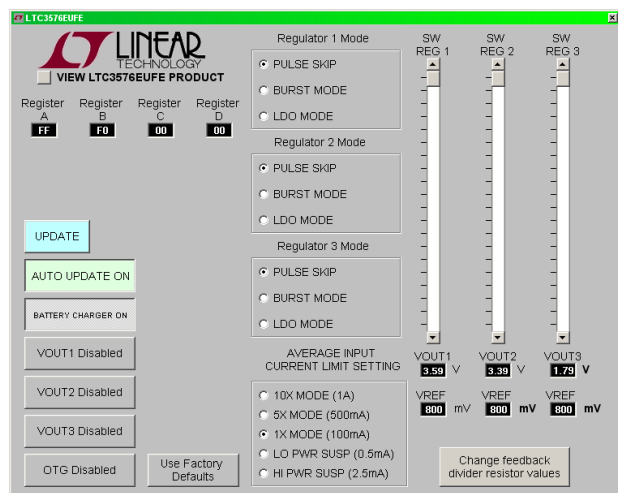 LTC3576EUFE
LINEAR
TECHNOLOGY
VIEW LTC3576EUFE PRODUCT
Register A
Register B
Register C
Register D
FF
F0
00
00
UPDATE
AUTO UPDATE ON
BATTERY CHARGER ON
VOUT1 Disabled
VOUT2 Disabled
VOUT3 Disabled
OTG Disabled
Use Factory
Defaults
Regulator 1 Mode
PULSE SKIP
BURST MODE
LDO MODE
Regulator 2 Mode
PULSE SKIP
BURST MODE
LDO MODE
Regulator 3 Mode
PULSE SKIP
BURST MODE
LDO MODE
AVERAGE INPUT
CURRENT LIMIT SETTING
10X MODE (1A)
5X MODE (500mA)
1X MODE (100mA)
LO PWR SUSP (0.5mA)
HI PWR SUSP (2.5mA)
SW
REG 1
SW
REG 2
SW
REG 3
VOUT1
3.59 V
VOUT2
3.39 V
VOUT3
1.79 V
VREF
800 mV
VREF
800 mV
VREF
800 mV
Change feedback
divider resistor values